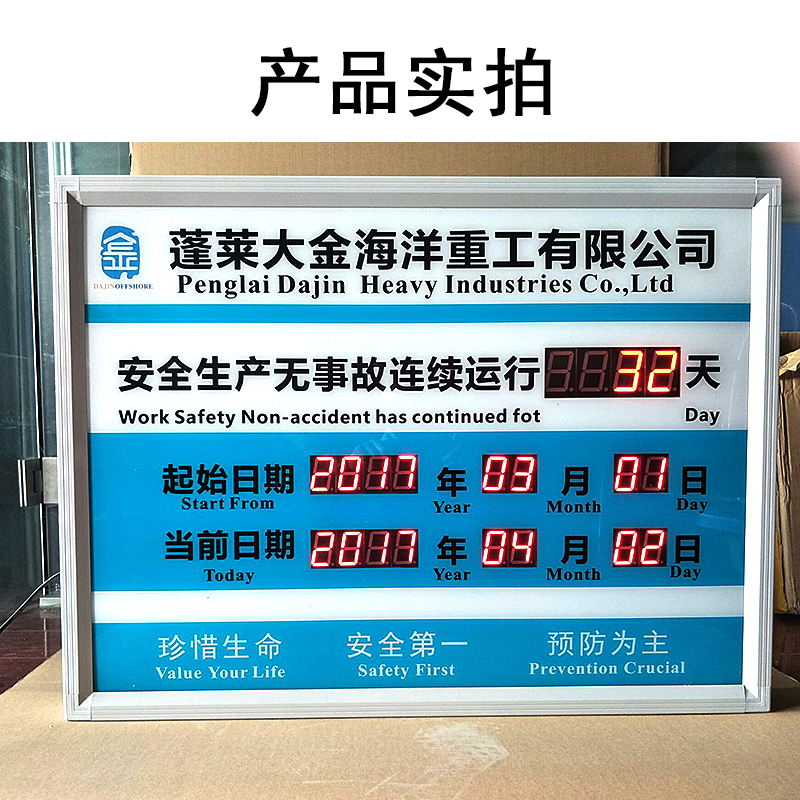 产品实拍
DAJINOFFSHORE
蓬莱大金海洋重工有限公司
Penglai Dajin Heavy Industries Co.,Ltd
安全生产无事故连续运行 32 天
Work Safety Non-accident has continued fot Day
起始日期 2017 年 03 月 01 日
Start From Year Month Day
当前日期 2017 年 04 月 02 日
Today Year Month Day
珍惜生命 安全第一 预防为主
Value Your Life Safety First Prevention Crucial